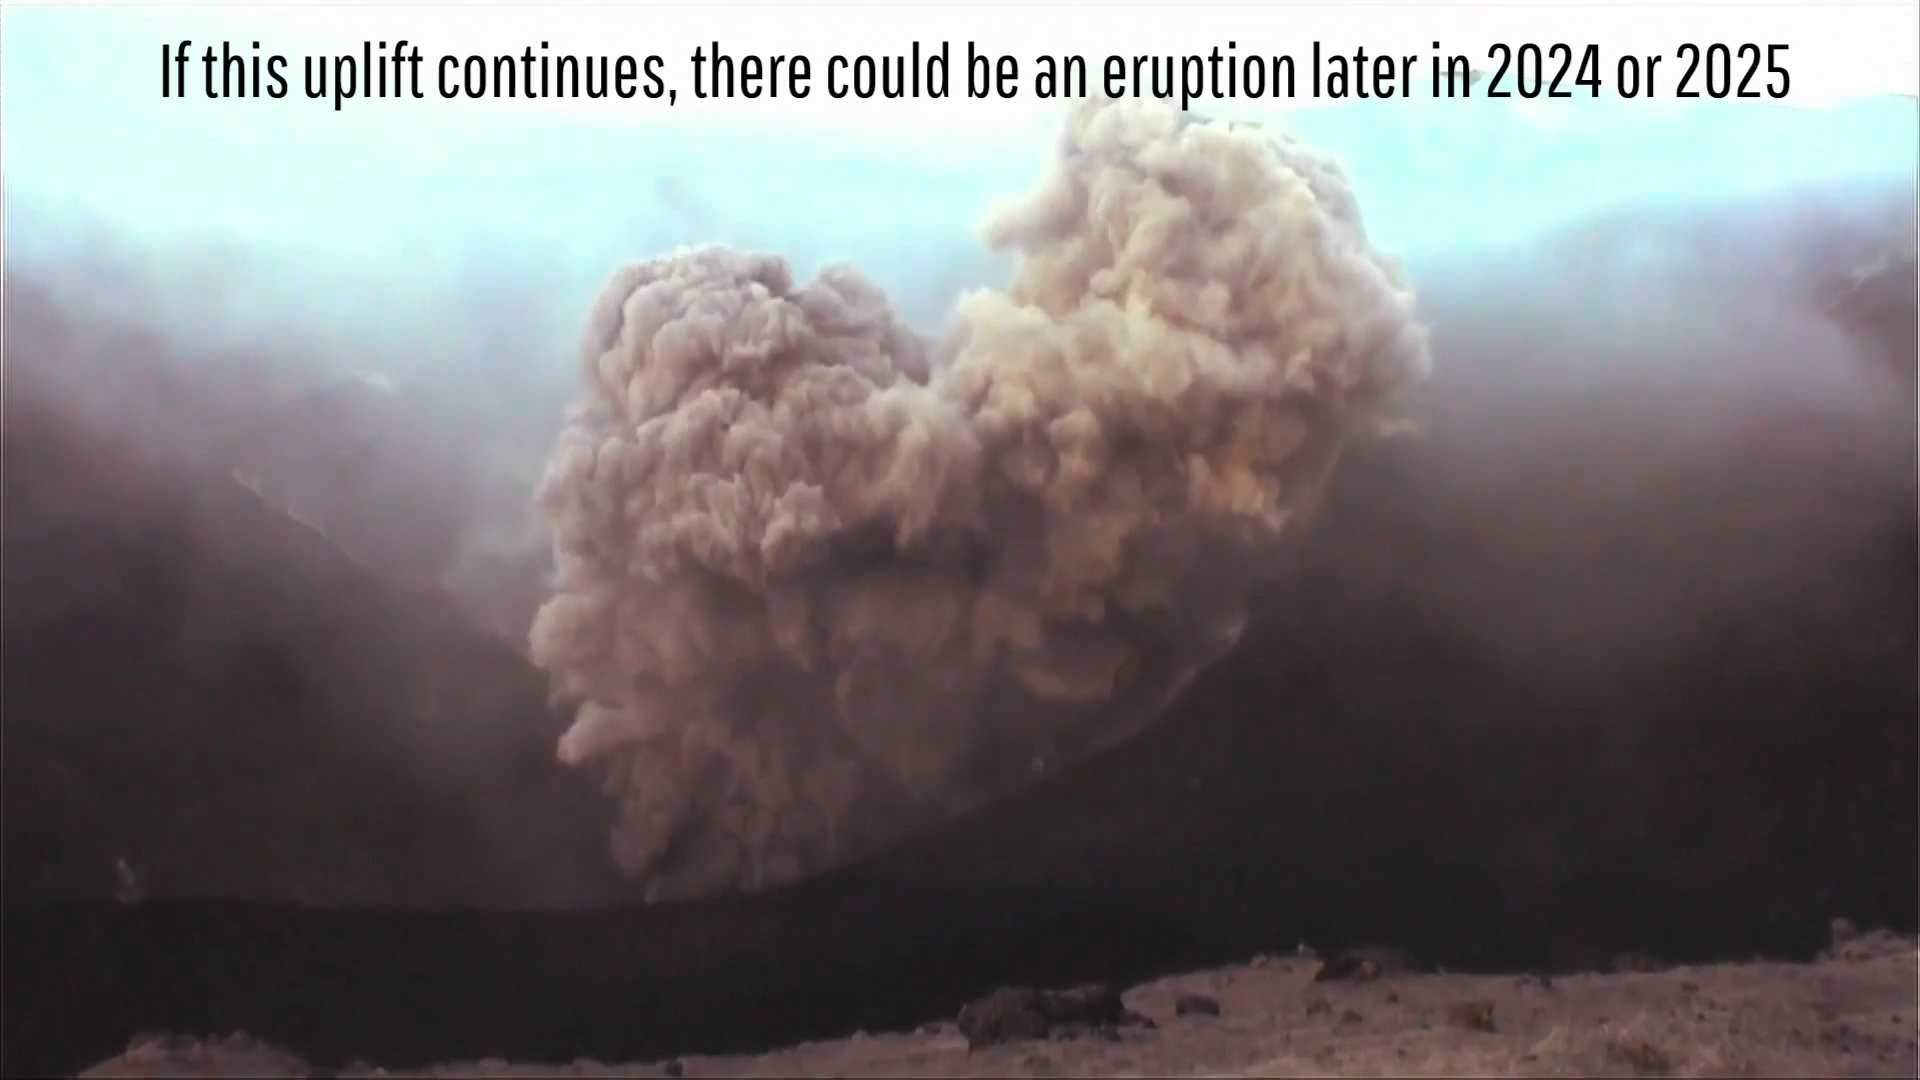 If this uplift continues, there could be an eruption later in 2024 or 2025